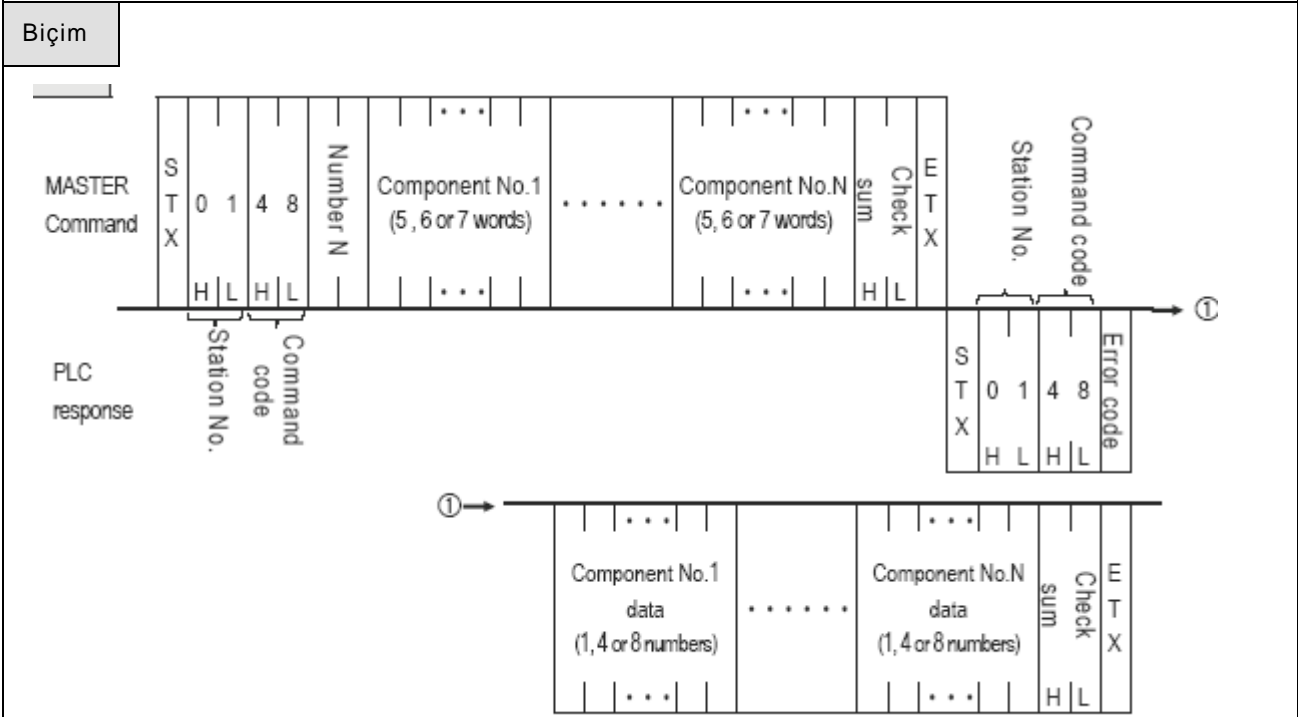 Biçim
MASTER
Command
STX
0 1
H L
Station No.
4 8
H L
Command
code
Number N
Component No.1
(5 , 6 or 7 words)
• • •
• • •
• • • • • •
Component No.N
(5, 6 or 7 words)
• • •
• • •
Check
sum
H L
ETX
①
PLC
response
STX
Station No.
0 1
H L
Command code
4 8
H L
Error code
①
Component No.1
data
(1, 4 or 8 numbers)
• • •
• • •
• • • • • •
Component No.N
data
(1, 4 or 8 numbers)
• • •
• • •
Check
sum
H L
ETX